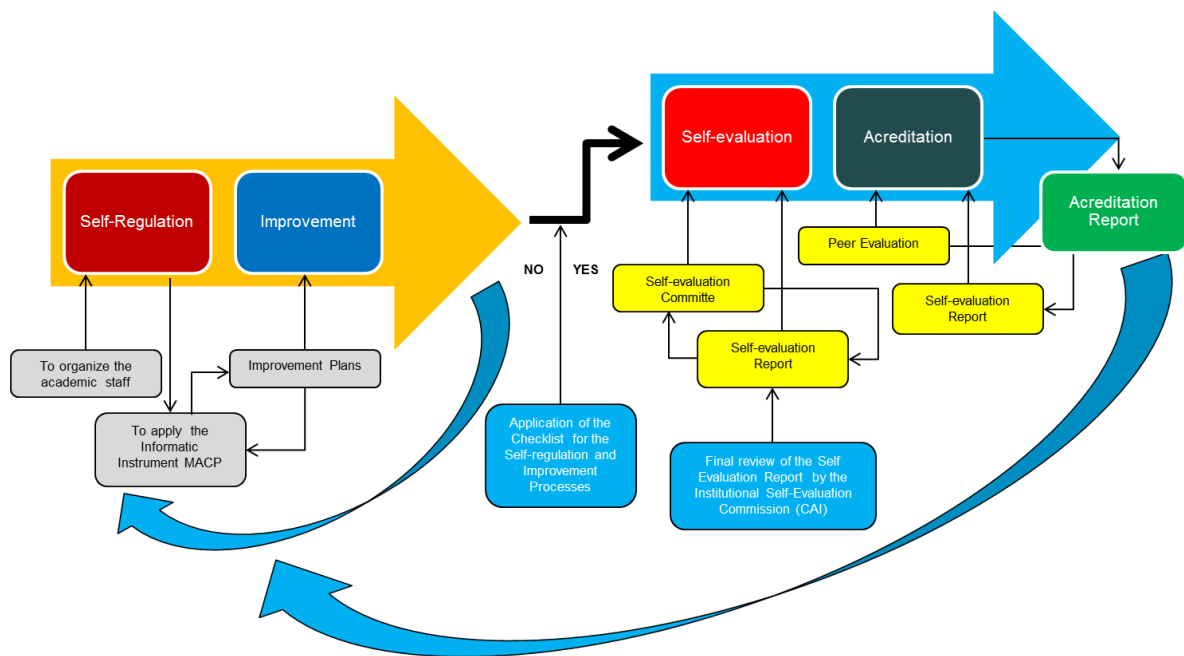 Self-Regulation
Improvement
To organize the
academic staff
Improvement Plans
To apply the
Informatic
Instrument MACP
NO
YES
Application of the
Checklist for the
Self-regulation and
Improvement
Processes
Self-evaluation
Acreditation
Acreditation
Report
Peer Evaluation
Self-evaluation
Committe
Self-evaluation
Report
Self-evaluation
Report
Final review of the Self
Evaluation Report by the
Institutional Self-Evaluation
Commission (CAI)